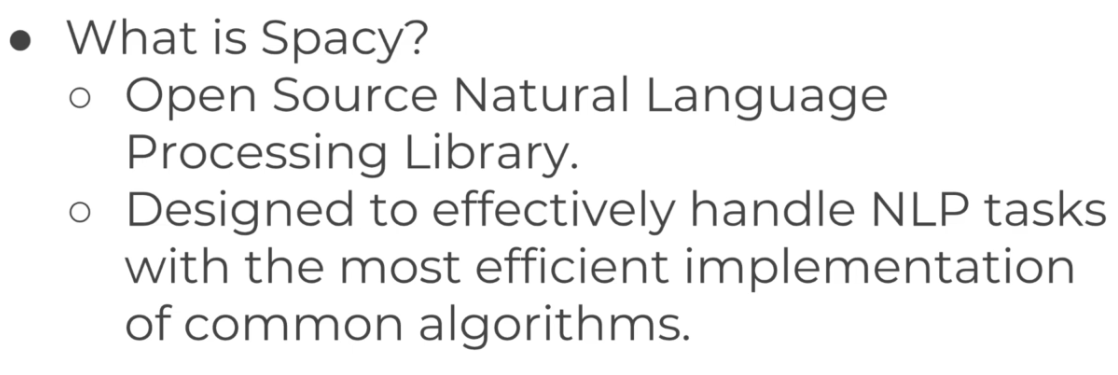 ● What is Spacy?
○ Open Source Natural Language
Processing Library.
○ Designed to effectively handle NLP tasks
with the most efficient implementation
of common algorithms.